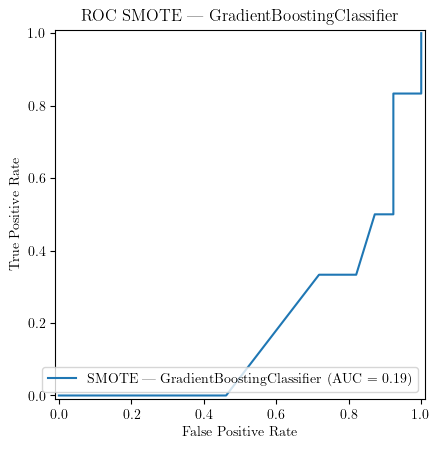 ROC SMOTE — GradientBoostingClassifier
1.0
0.8
0.6
0.4
0.2
0.0
True Positive Rate
SMOTE — GradientBoostingClassifier (AUC = 0.19)
0.0 0.2 0.4 0.6 0.8 1.0
False Positive Rate